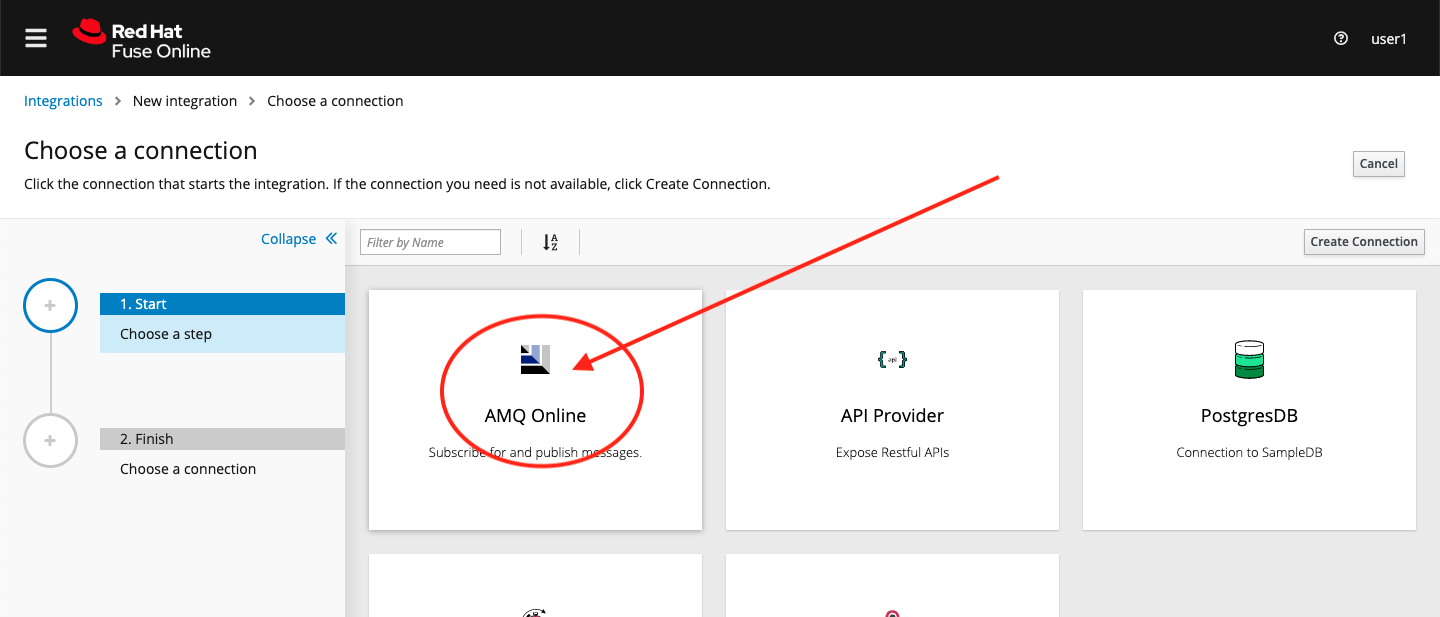 Red Hat
Fuse Online
user1
Integrations > New integration > Choose a connection
Choose a connection
Cancel
Click the connection that starts the integration. If the connection you need is not available, click Create Connection.
Collapse
Filter by Name
A
Z
Create Connection
1. Start
Choose a step
2. Finish
Choose a connection
AMQ Online
Subscribe for and publish messages.
{api}
API Provider
Expose Restful APIs
PostgresDB
Connection to SampleDB